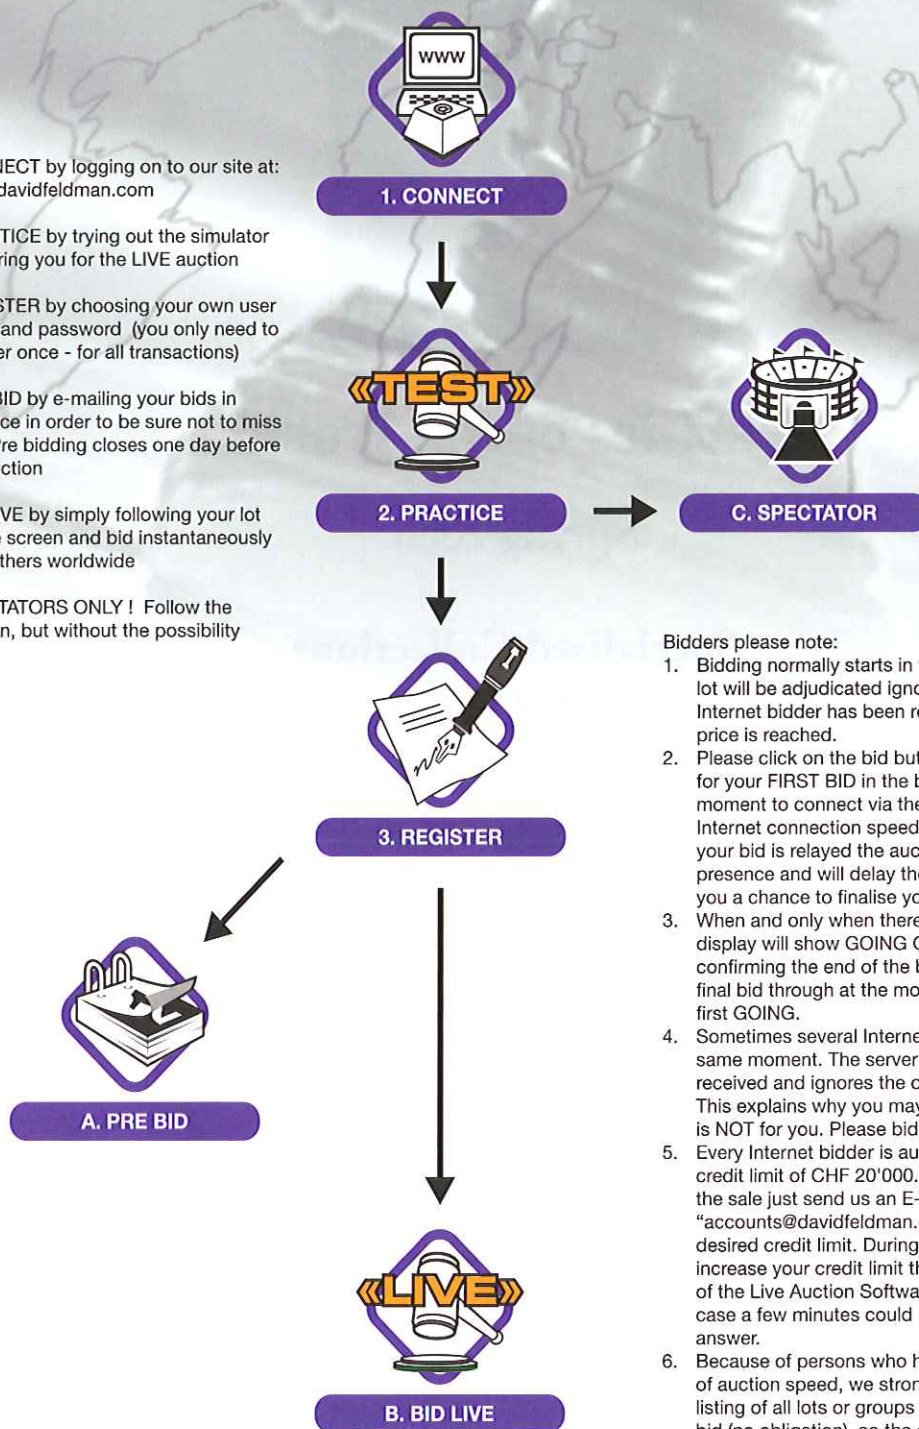 WWW
1. CONNECT
NECT by logging on to our site at:
davidfeldman.com
TICE by trying out the simulator
ring you for the LIVE auction
STER by choosing your own user
and password (you only need to
er once - for all transactions)
BID by e-mailing your bids in
ce in order to be sure not to miss
Pre bidding closes one day before
ction
VE by simply following your lot
e screen and bid instantaneously
thers worldwide
TATORS ONLY ! Follow the
n, but without the possibility
«TEST»
2. PRACTICE
C. SPECTATOR
3. REGISTER
A. PRE BID
«LIVE»
B. BID LIVE
Bidders please note:
1. Bidding normally starts in
lot will be adjudicated igno
Internet bidder has been re
price is reached.
2. Please click on the bid but
for your FIRST BID in the b
moment to connect via the
Internet connection speed
your bid is relayed the auc
presence and will delay the
you a chance to finalise yo
3. When and only when there
display will show GOING G
confirming the end of the b
final bid through at the mo
first GOING.
4. Sometimes several Interne
same moment. The server
received and ignores the o
This explains why you may
is NOT for you. Please bid
5. Every Internet bidder is au
credit limit of CHF 20'000.
the sale just send us an E-
"accounts@davidfeldman.
desired credit limit. During
increase your credit limit th
of the Live Auction Softwa
case a few minutes could
answer.
6. Because of persons who h
of auction speed, we stron
listing of all lots or groups